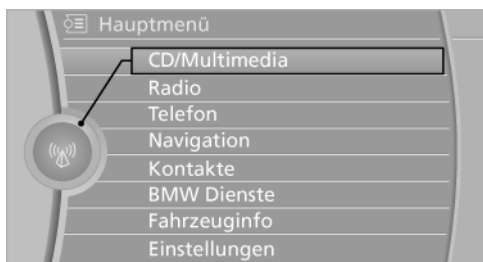 Hauptmenü
CD/Multimedia
Radio
Telefon
Navigation
Kontakte
BMW Dienste
Fahrzeuginfo
Einstellungen